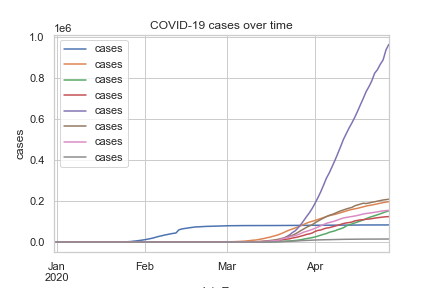 COVID-19 cases over time
1e6
1.0
0.8
0.6
0.4
0.2
0.0
cases
cases
cases
cases
cases
cases
cases
cases
cases
Jan
2020
Feb
Mar
Apr